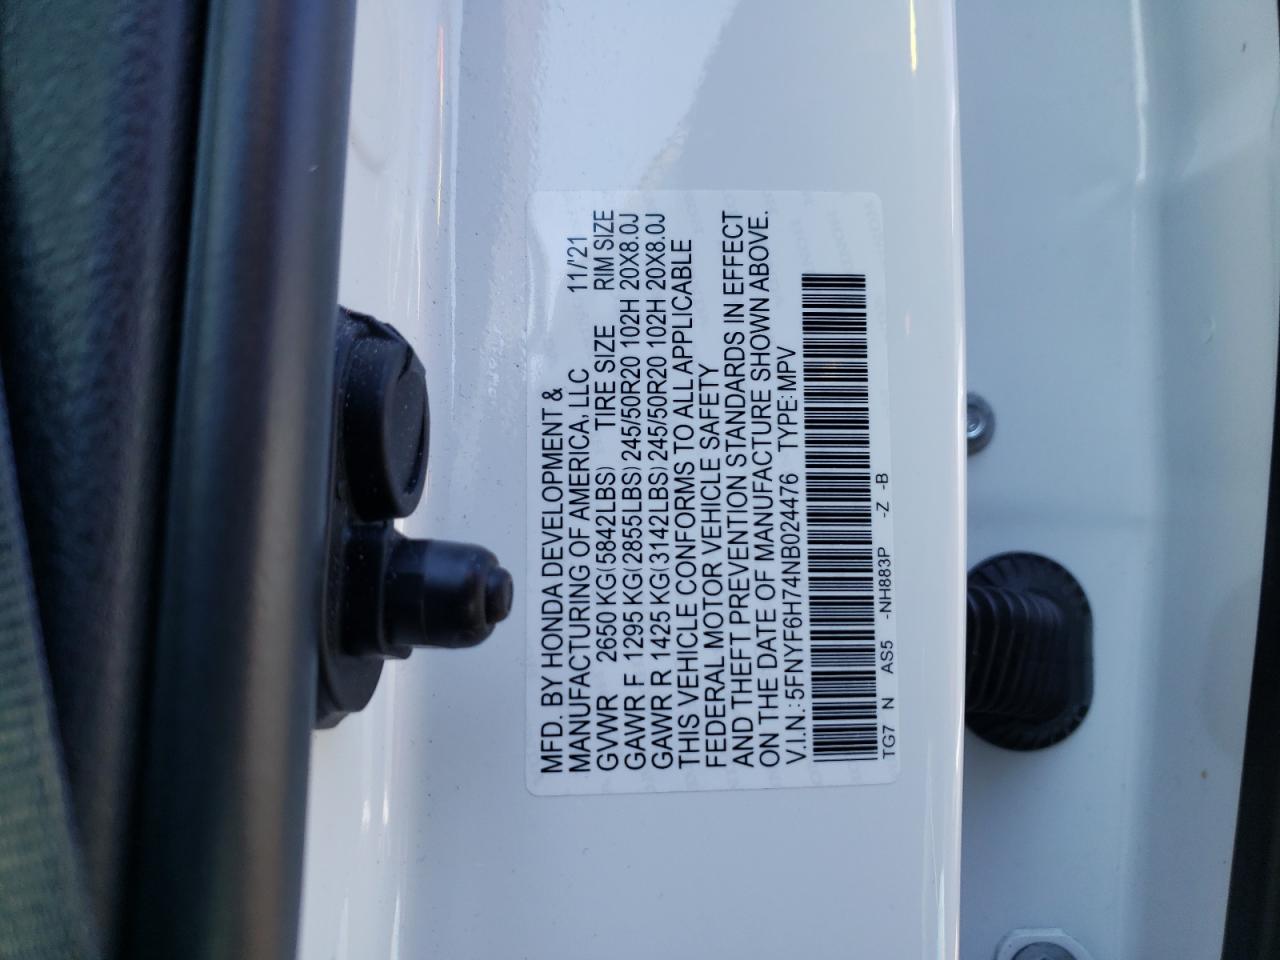 MFD. BY HONDA DEVELOPMENT &
MANUFACTURING OF AMERICA, LLC 11/'21
GVWR 2650 KG(5842LBS) TIRE SIZE RIM SIZE
GAWR F 1295 KG(2855LBS) 245/50R20 102H 20X8.0J
GAWR R 1425 KG(3142LBS) 245/50R20 102H 20X8.0J
THIS VEHICLE CONFORMS TO ALL APPLICABLE
FEDERAL MOTOR VEHICLE SAFETY
AND THEFT PREVENTION STANDARDS IN EFFECT
ON THE DATE OF MANUFACTURE SHOWN ABOVE.
V.I.N.:5FNYF6H74NB024476 TYPE:MPV
TG7 N AS5 -NH883P -Z -B